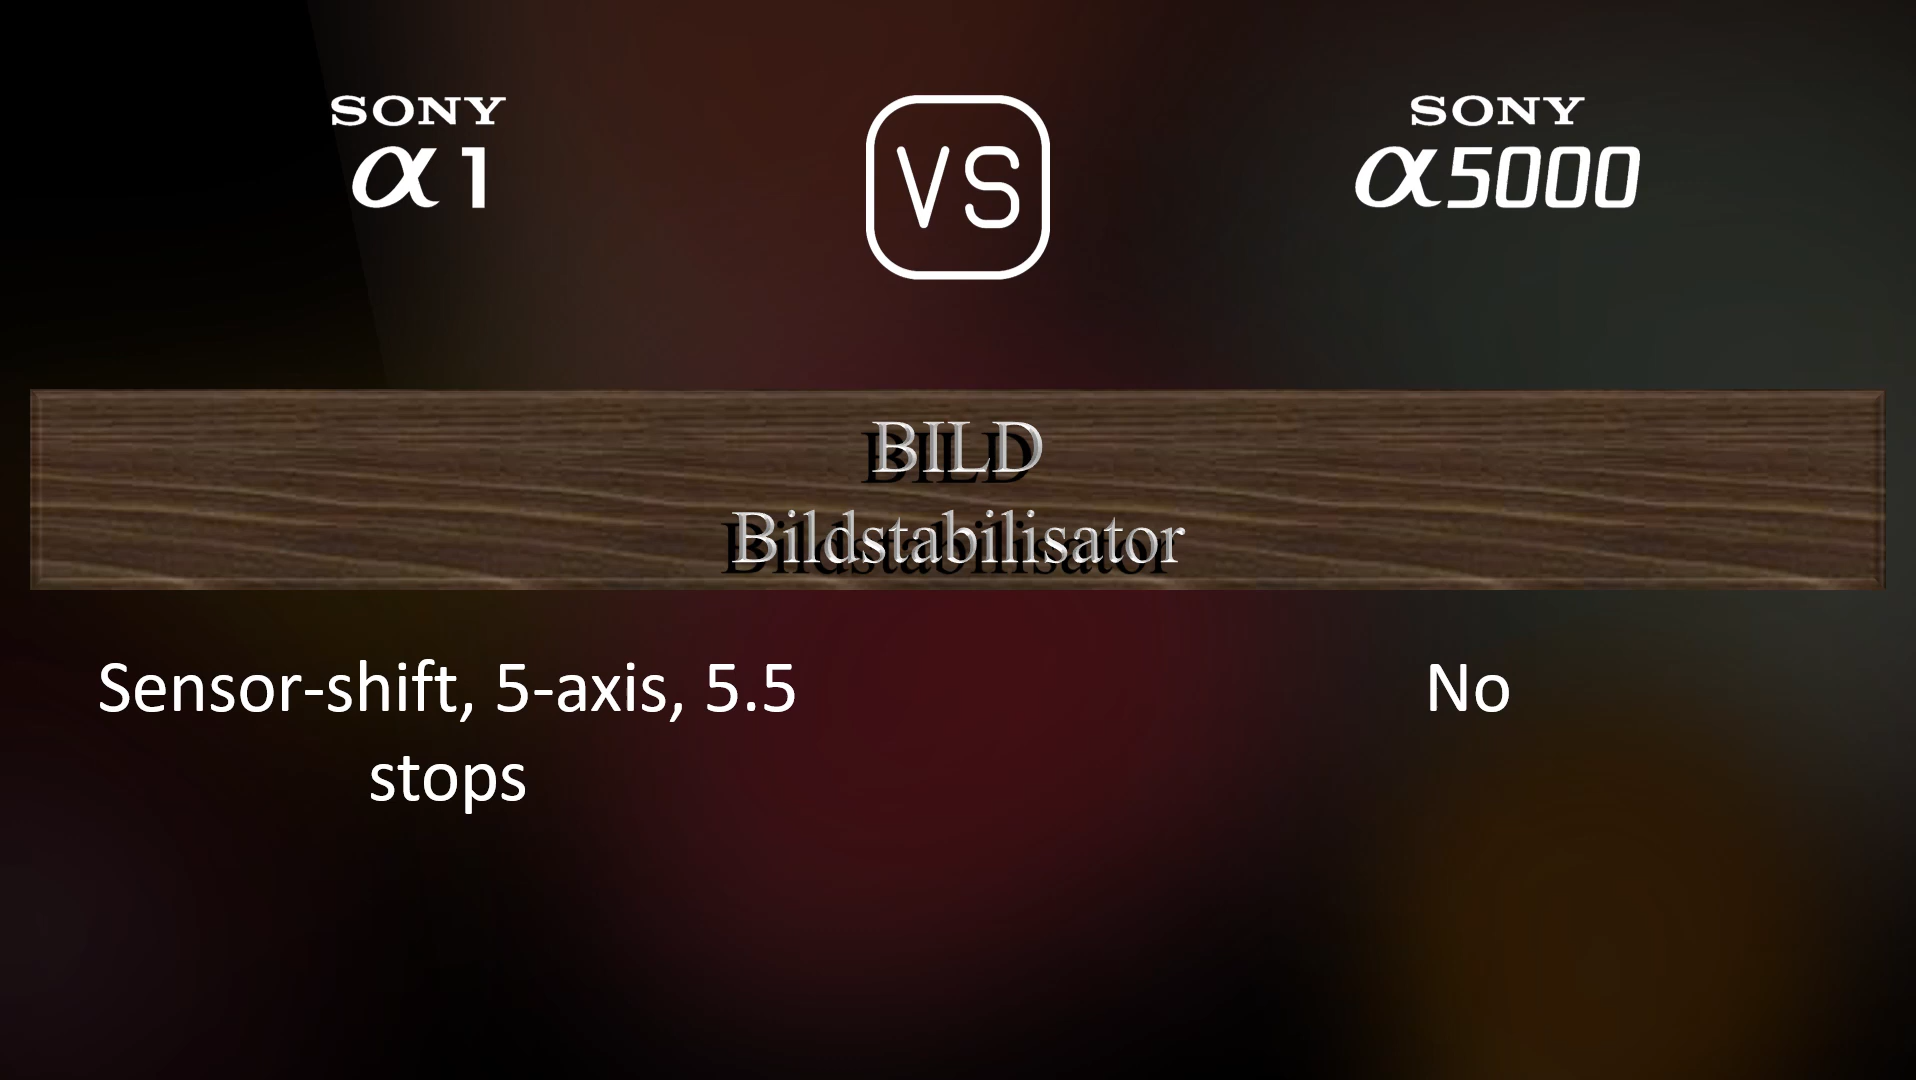 SONY
α1
VS
SONY
α5000
BILD
Bildstabilisator
Sensor-shift, 5-axis, 5.5
stops
No